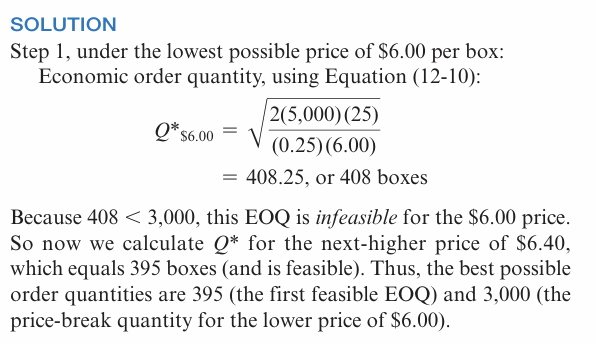 SOLUTION
Step 1, under the lowest possible price of $6.00 per box:
Economic order quantity, using Equation (12-10):
Q*$6.00 = √2(5,000)(25)
(0.25)(6.00)
= 408.25, or 408 boxes
Because 408 < 3,000, this EOQ is infeasible for the $6.00 price.
So now we calculate Q* for the next-higher price of $6.40,
which equals 395 boxes (and is feasible). Thus, the best possible
order quantities are 395 (the first feasible EOQ) and 3,000 (the
price-break quantity for the lower price of $6.00).